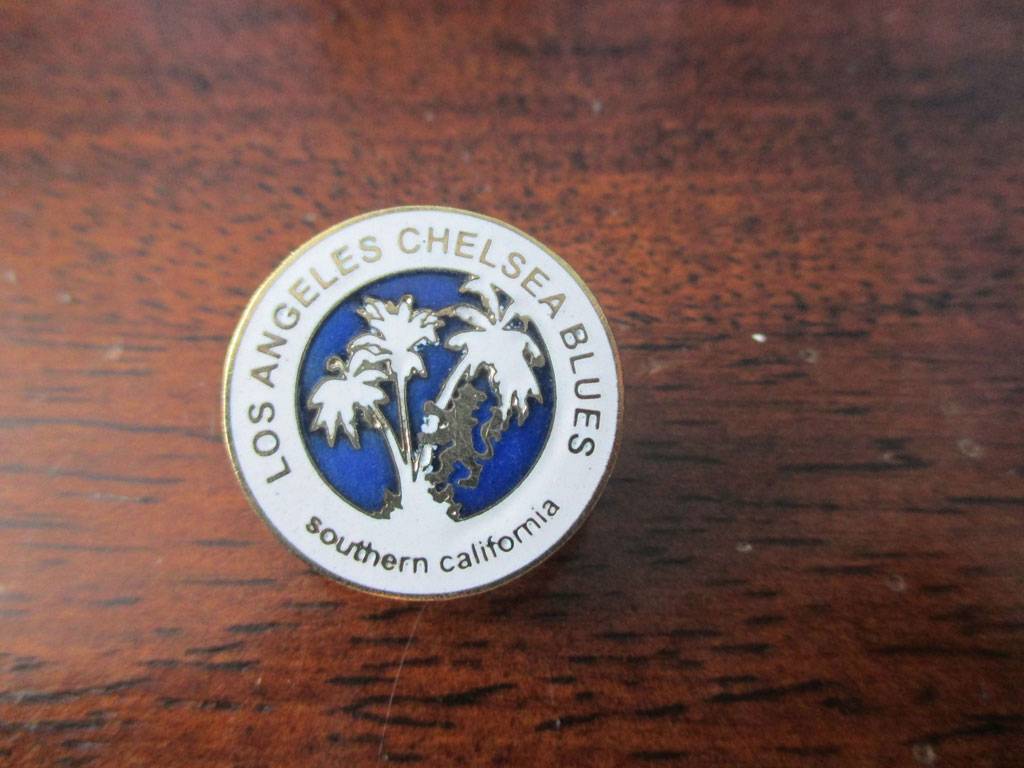 LOS ANGELES CHELSEA BLUES
southern california